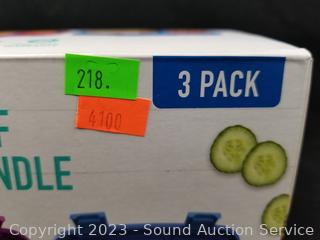 218.
3 PACK
4100
F
NDLE
Copyright 2023 - Sound Auction Service